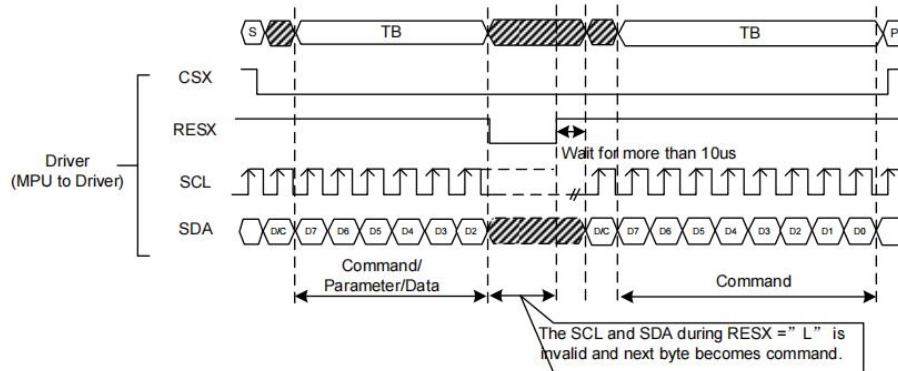 S TB TB P
CSX
RESX
Wait for more than 10us
Driver
(MPU to Driver)
SCL
SDA D/C D7 D6 D5 D4 D3 D2 D/C D7 D6 D5 D4 D3 D2 D1 D0
Command/
Parameter/Data
Command
The SCL and SDA during RESX =" L" is
invalid and next byte becomes command.